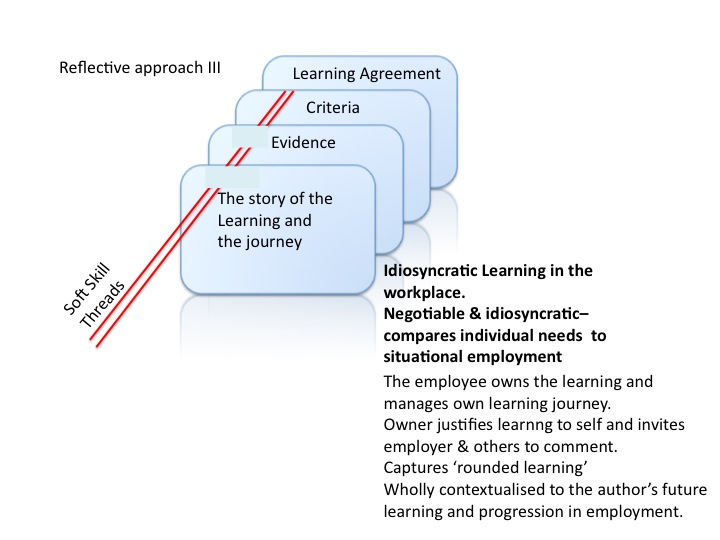 Reflective approach III
Learning Agreement
Criteria
Evidence
The story of the
Learning and
the journey
Soft Skill
Threads
Idiosyncratic Learning in the
workplace.
Negotiable & idiosyncratic–
compares individual needs  to
situational employment
The employee owns the learning and
manages own learning journey.
Owner justifies learnng to self and invites
employer & others to comment.
Captures ‘rounded learning’
Wholly contextualised to the author’s future
learning and progression in employment.